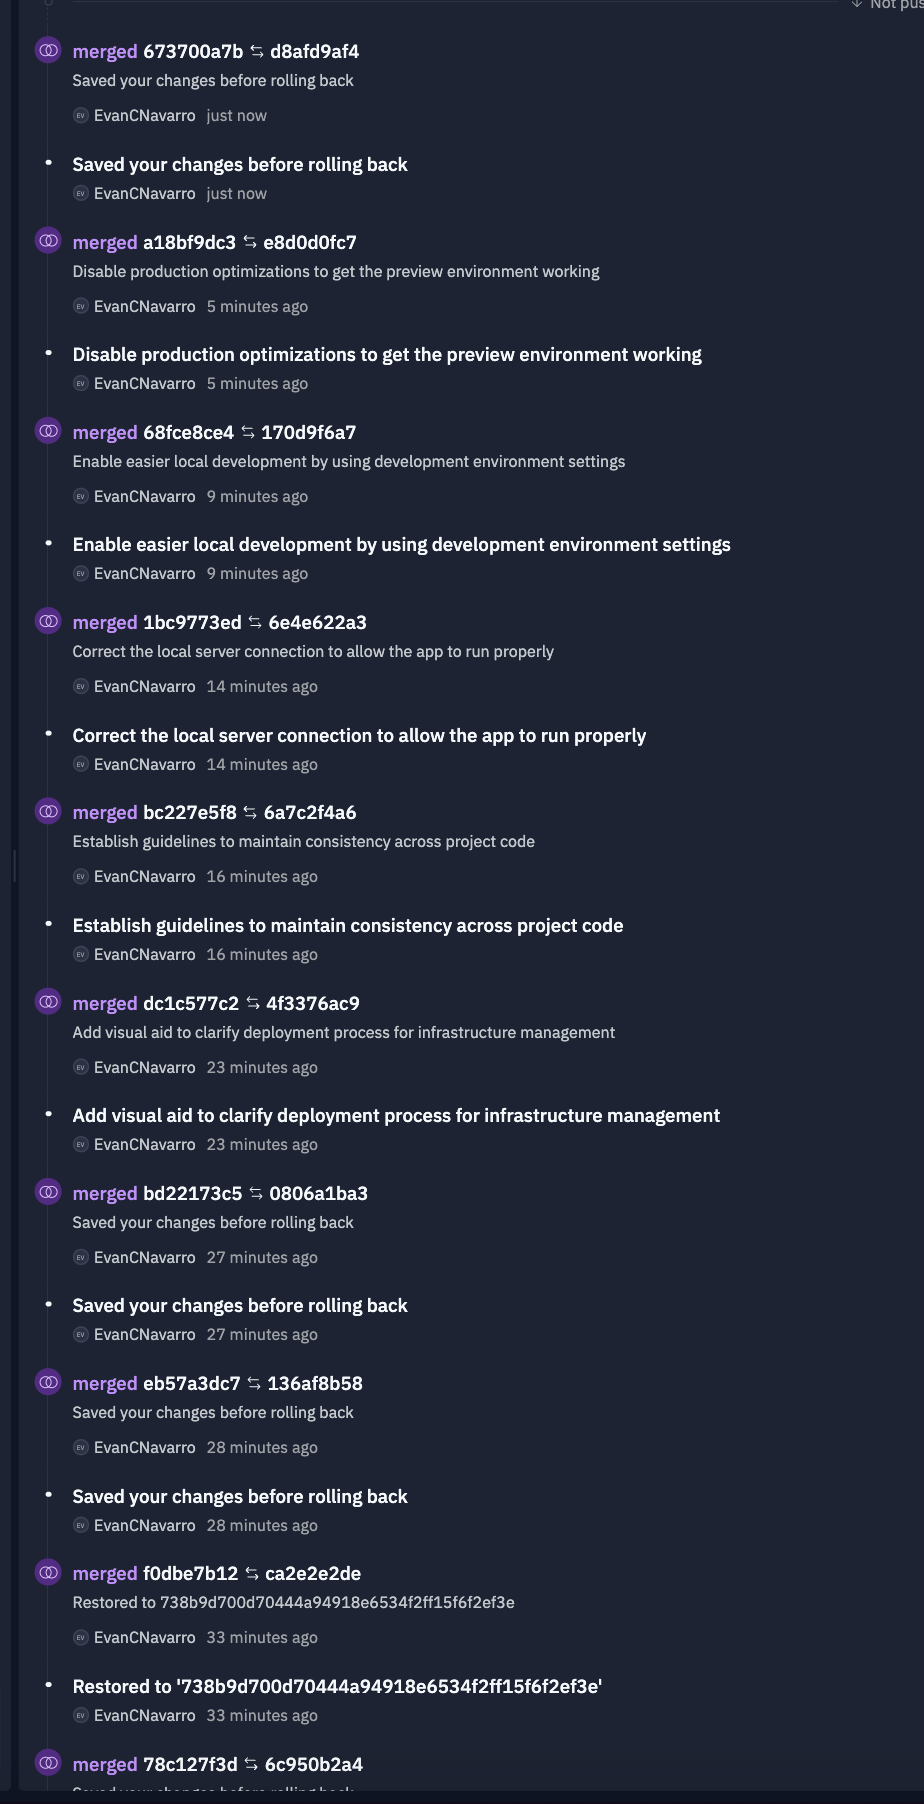 ↓ Not pus
merged 673700a7b ⇆ d8afd9af4
Saved your changes before rolling back
EV EvanCNavarro just now
Saved your changes before rolling back
EV EvanCNavarro just now
merged a18bf9dc3 ⇆ e8d0d0fc7
Disable production optimizations to get the preview environment working
EV EvanCNavarro 5 minutes ago
Disable production optimizations to get the preview environment working
EV EvanCNavarro 5 minutes ago
merged 68fce8ce4 ⇆ 170d9f6a7
Enable easier local development by using development environment settings
EV EvanCNavarro 9 minutes ago
Enable easier local development by using development environment settings
EV EvanCNavarro 9 minutes ago
merged 1bc9773ed ⇆ 6e4e622a3
Correct the local server connection to allow the app to run properly
EV EvanCNavarro 14 minutes ago
Correct the local server connection to allow the app to run properly
EV EvanCNavarro 14 minutes ago
merged bc227e5f8 ⇆ 6a7c2f4a6
Establish guidelines to maintain consistency across project code
EV EvanCNavarro 16 minutes ago
Establish guidelines to maintain consistency across project code
EV EvanCNavarro 16 minutes ago
merged dc1c577c2 ⇆ 4f3376ac9
Add visual aid to clarify deployment process for infrastructure management
EV EvanCNavarro 23 minutes ago
Add visual aid to clarify deployment process for infrastructure management
EV EvanCNavarro 23 minutes ago
merged bd22173c5 ⇆ 0806a1ba3
Saved your changes before rolling back
EV EvanCNavarro 27 minutes ago
Saved your changes before rolling back
EV EvanCNavarro 27 minutes ago
merged eb57a3dc7 ⇆ 136af8b58
Saved your changes before rolling back
EV EvanCNavarro 28 minutes ago
Saved your changes before rolling back
EV EvanCNavarro 28 minutes ago
merged f0dbe7b12 ⇆ ca2e2e2de
Restored to 738b9d700d70444a94918e6534f2ff15f6f2ef3e
EV EvanCNavarro 33 minutes ago
Restored to '738b9d700d70444a94918e6534f2ff15f6f2ef3e'
EV EvanCNavarro 33 minutes ago
merged 78c127f3d ⇆ 6c950b2a4
Saved your changes before rolling back